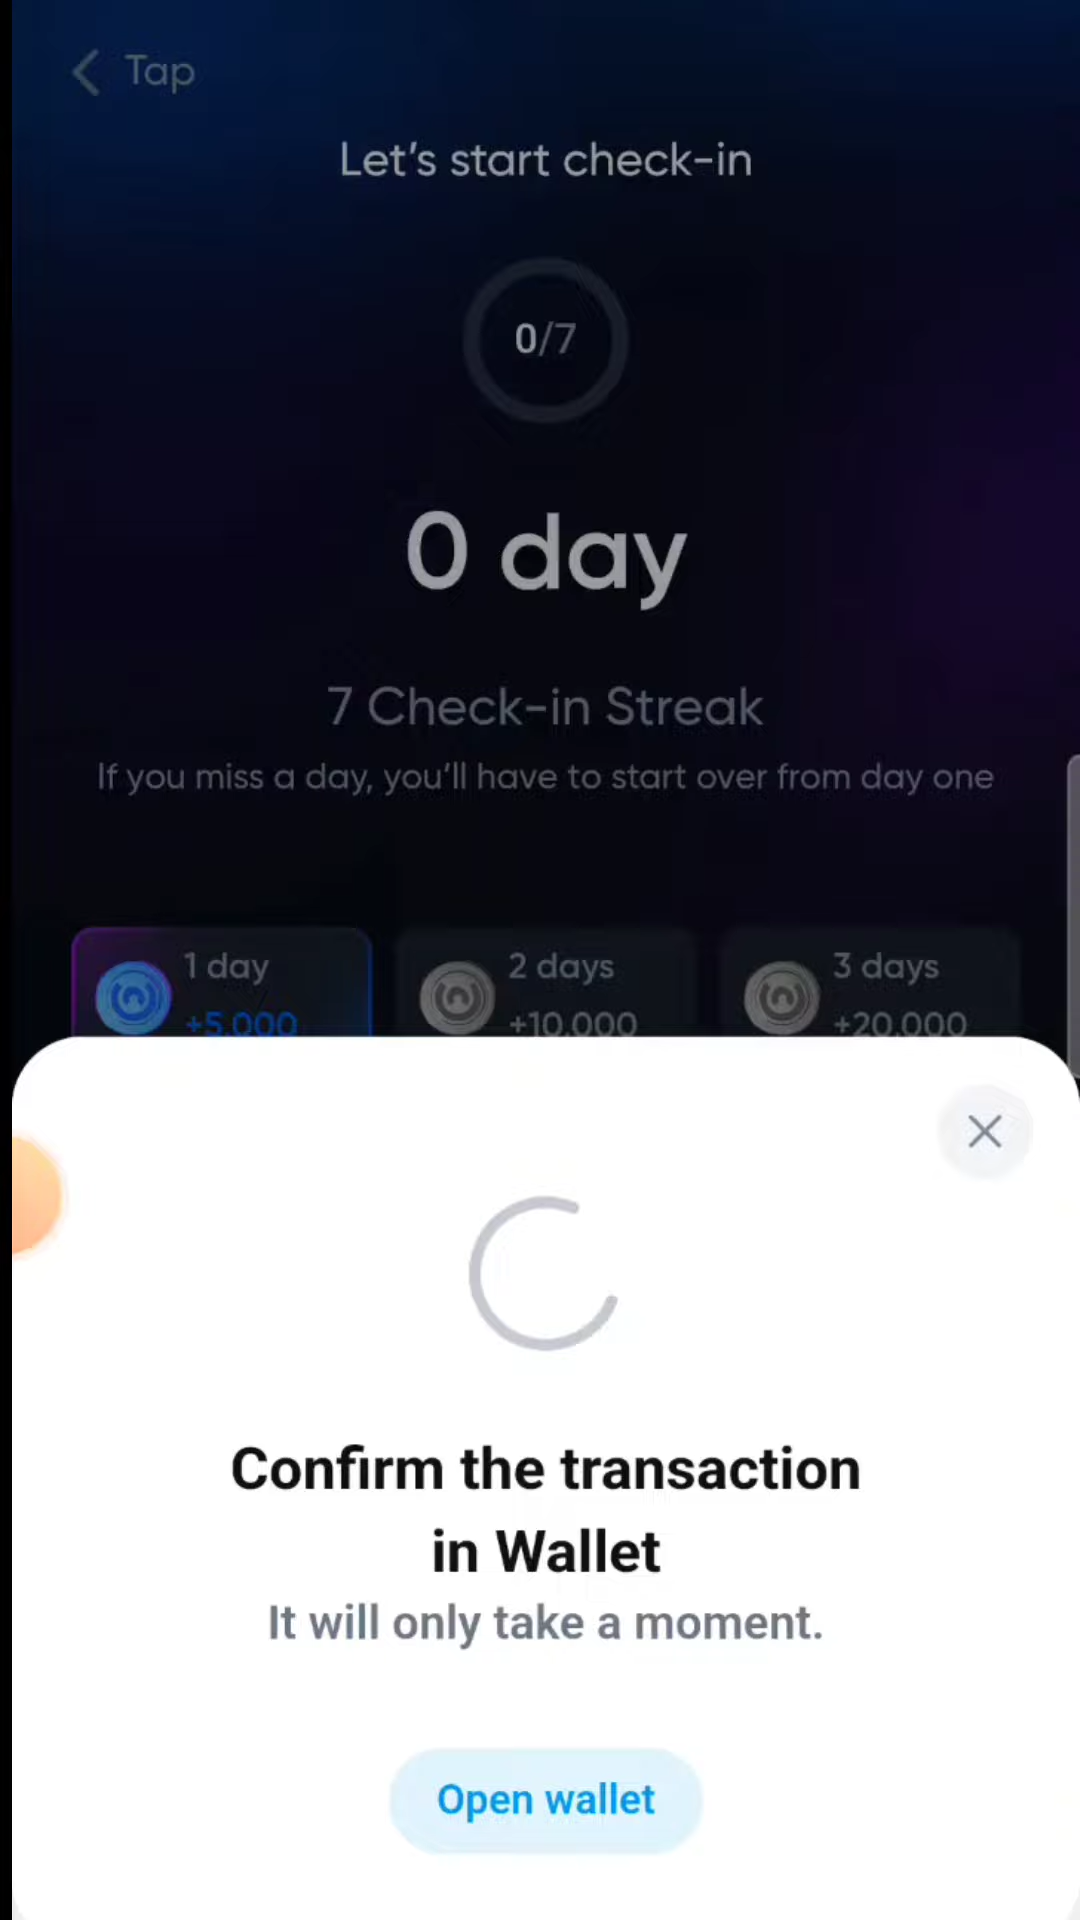 Tap
Let's start check-in
0/7
0 day
7 Check-in Streak
If you miss a day, you'll have to start over from day one
1 day
+5,000
2 days
+10,000
3 days
+20,000
Confirm the transaction
in Wallet
It will only take a moment.
Open wallet